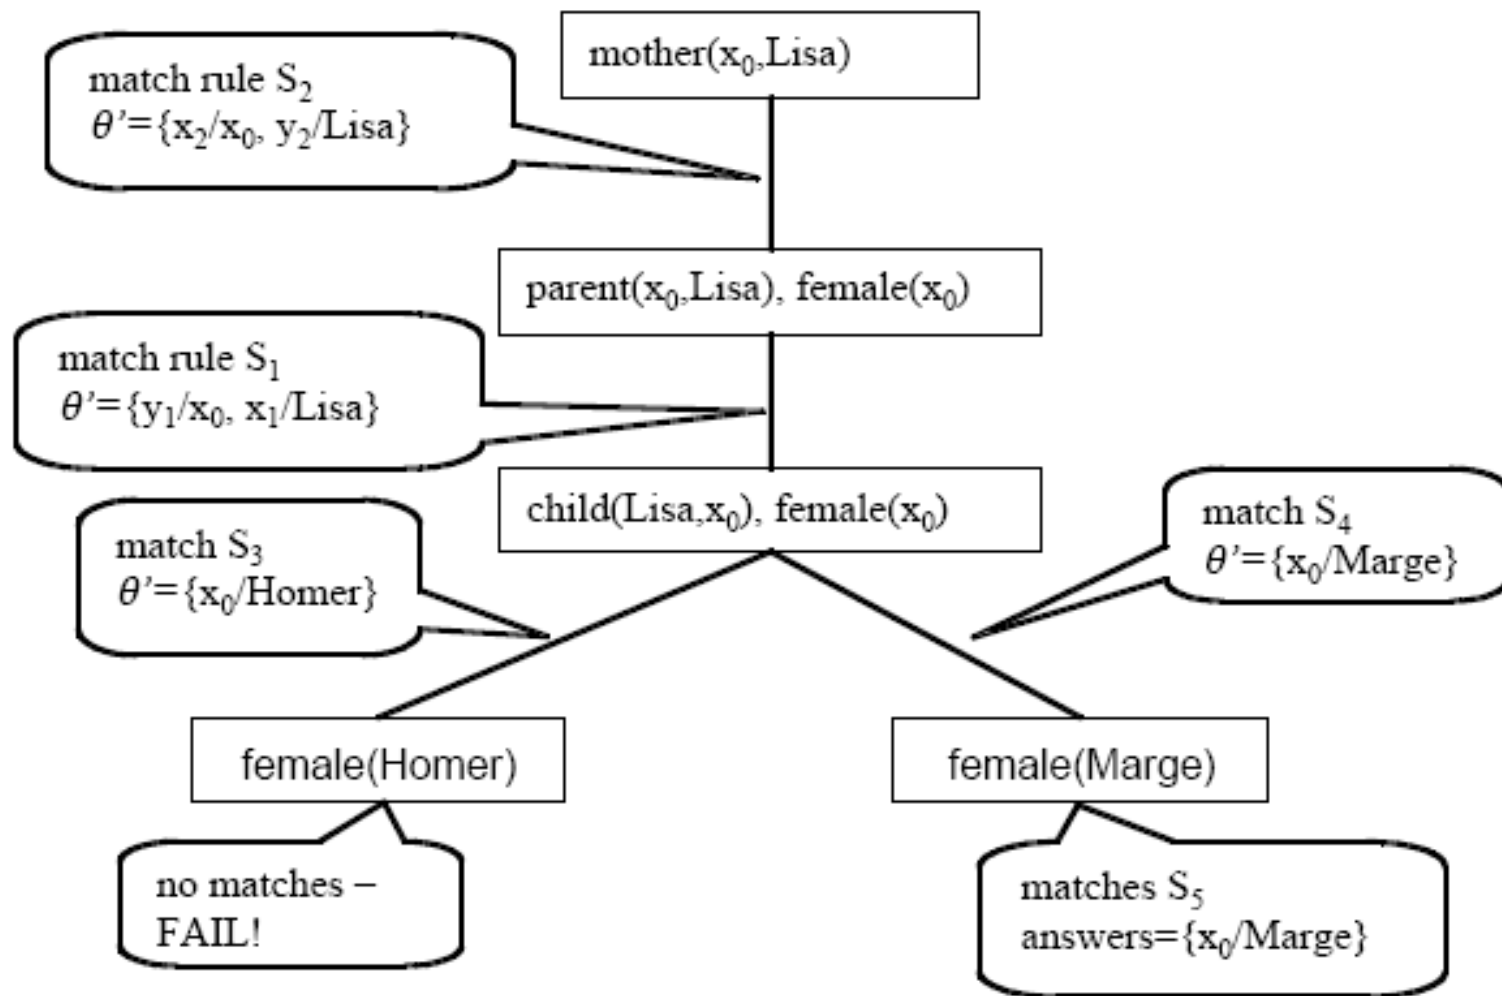 mother(x₀,Lisa)
match rule S₂
θ’={x₂/x₀, y₂/Lisa}
parent(x₀,Lisa), female(x₀)
match rule S₁
θ’={y₁/x₀, x₁/Lisa}
child(Lisa,x₀), female(x₀)
match S₃
θ’={x₀/Homer}
match S₄
θ’={x₀/Marge}
female(Homer)
female(Marge)
no matches –
FAIL!
matches S₅
answers={x₀/Marge}